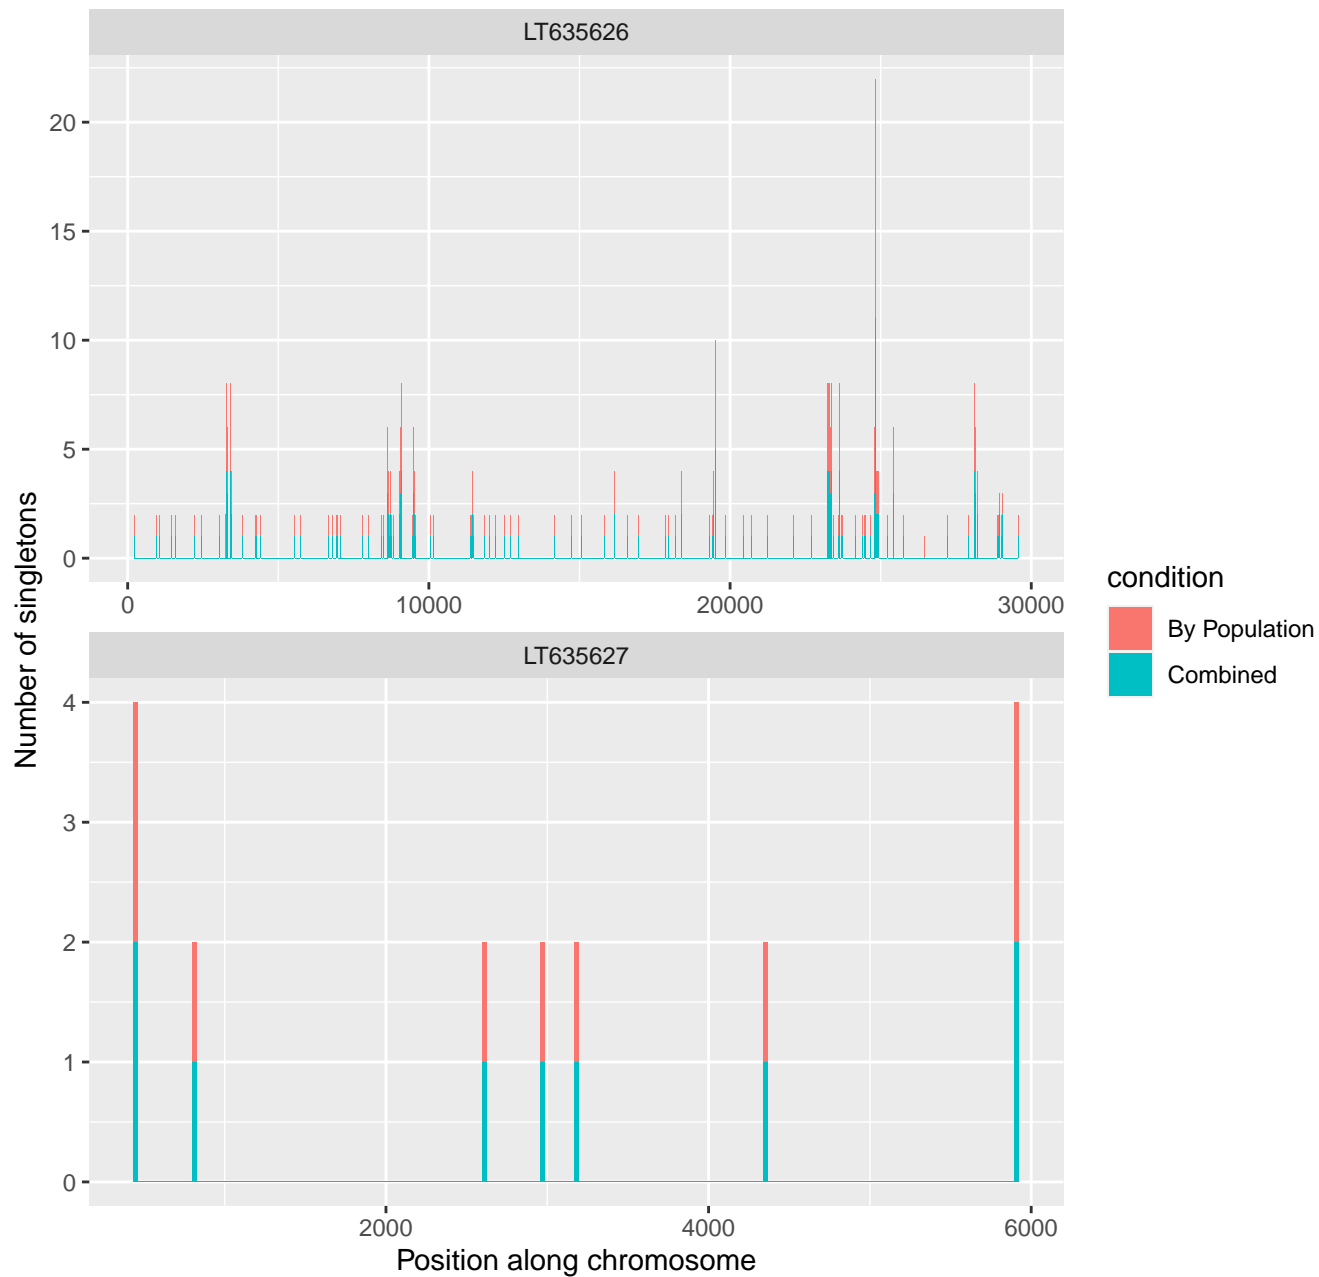 LT635626
20
15
10
5
0
0 10000 20000 30000
LT635627
4
3
2
1
0
2000 4000 6000
Position along chromosome
Number of singletons
condition
By Population
Combined